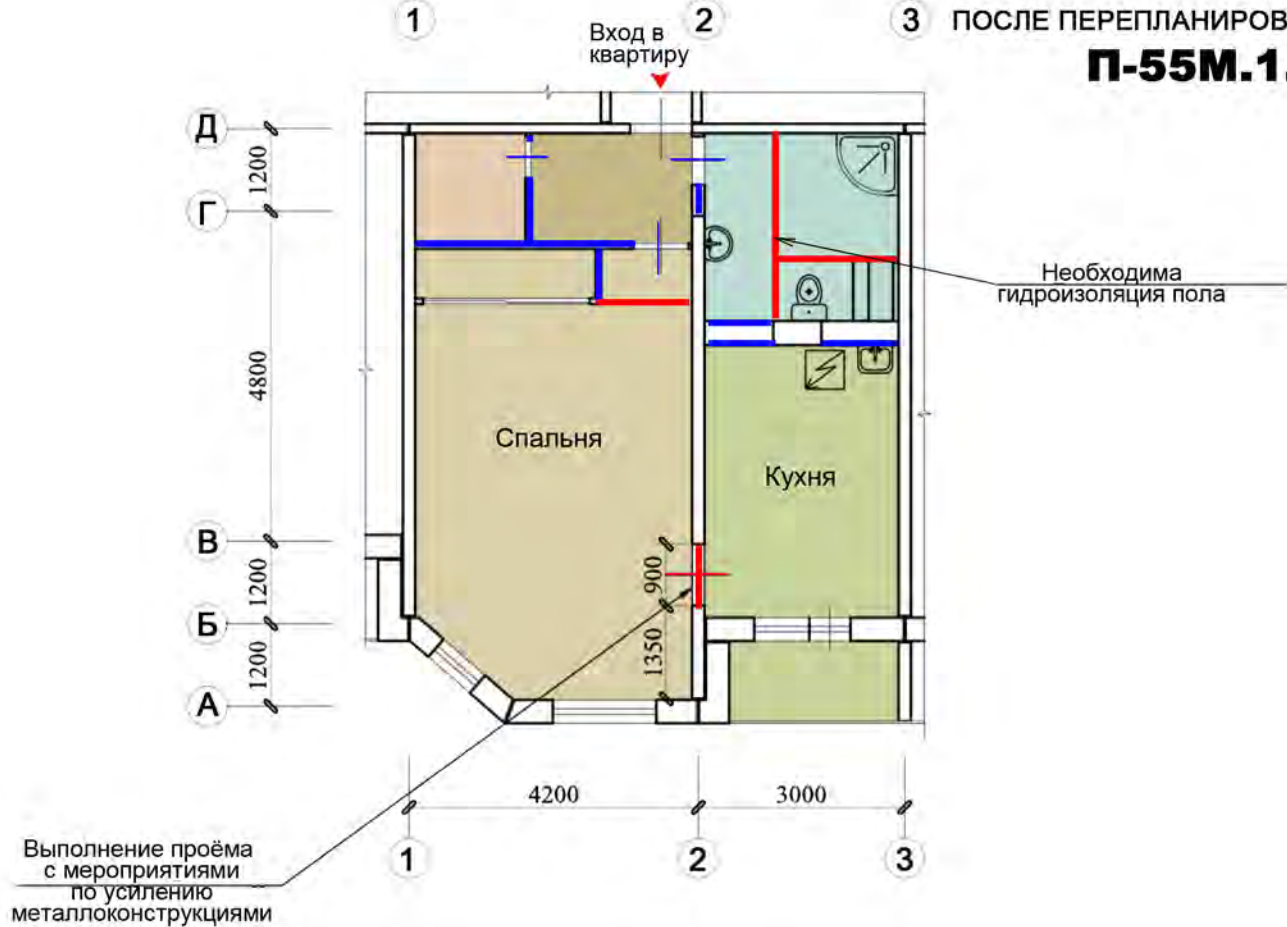 1
2
3
ПОСЛЕ ПЕРЕПЛАНИРОВ
П-55М.1.
Вход в
квартиру
Д
1200
Г
4800
В
1200
Б
1200
А
Необходима
гидроизоляция пола
Спальня
Кухня
900
1350
4200
3000
1
2
3
Выполнение проёма
с мероприятиями
по усилению
металлоконструкциями